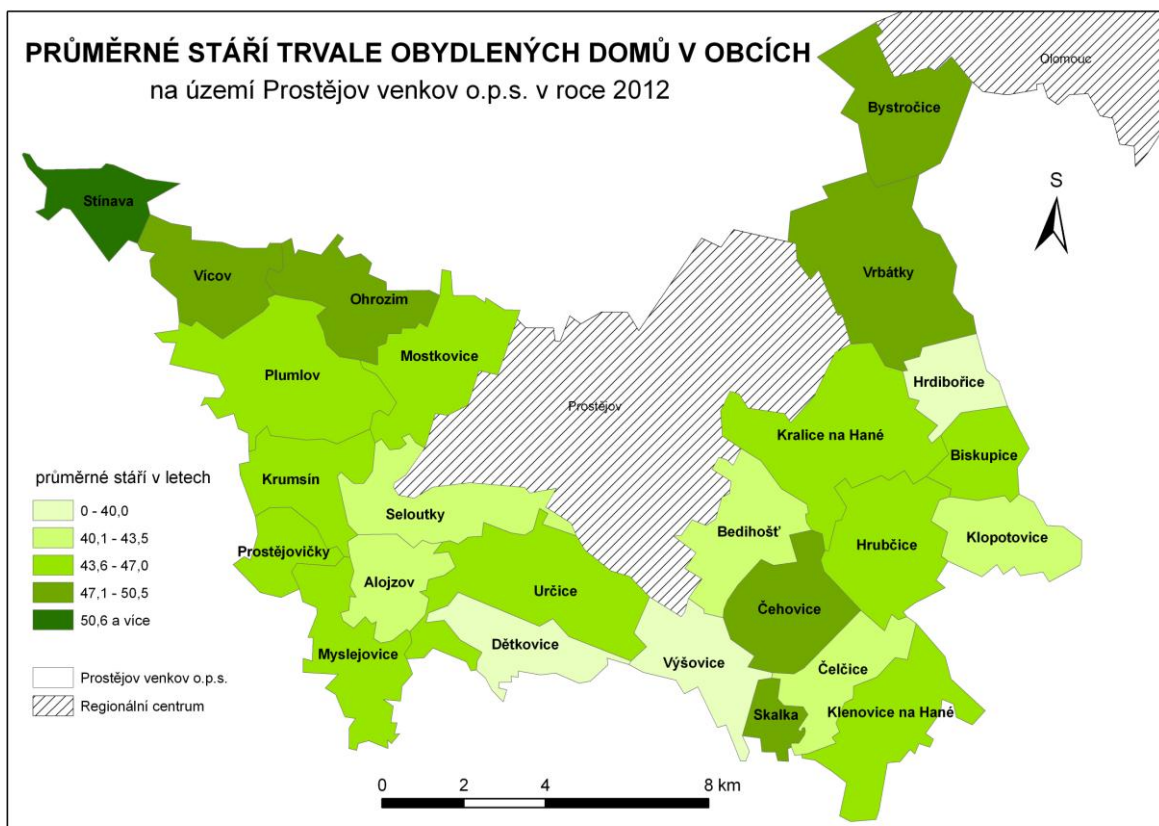 PRŮMĚRNÉ STÁŘÍ TRVALE OBYDLENÝCH DOMŮ V OBCÍCH
na území Prostějov venkov o.p.s. v roce 2012
Olomouc
Bystročice
S
Stínava
Vícov
Ohrozim
Vrbátky
Mostkovice
Plumlov
Hrdibořice
Prostějov
Kralice na Hané
Biskupice
Krumsín
Seloutky
Bedihošť
Hrubčice
Klopotovice
Prostějovičky
Alojzov
Určice
Čehovice
Myslejovice
Dětkovice
Výšovice
Čelčice
Skalka
Klenovice na Hané
průměrné stáří v letech
0 - 40,0
40,1 - 43,5
43,6 - 47,0
47,1 - 50,5
50,6 a více
Prostějov venkov o.p.s.
Regionální centrum
0 2 4 8 km